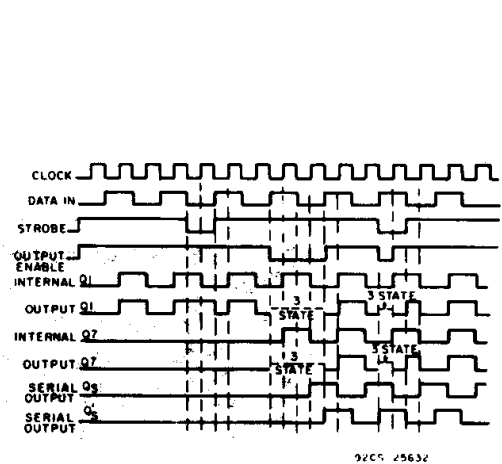 CLOCK
DATA IN
STROBE
OUTPUT
ENABLE
INTERNAL Q1
OUTPUT Q1
3
STATE
3 STATE
INTERNAL Q7
OUTPUT Q7
3
STATE
3 STATE
SERIAL QS
OUTPUT
SERIAL Q'S
OUTPUT
92CS-25632